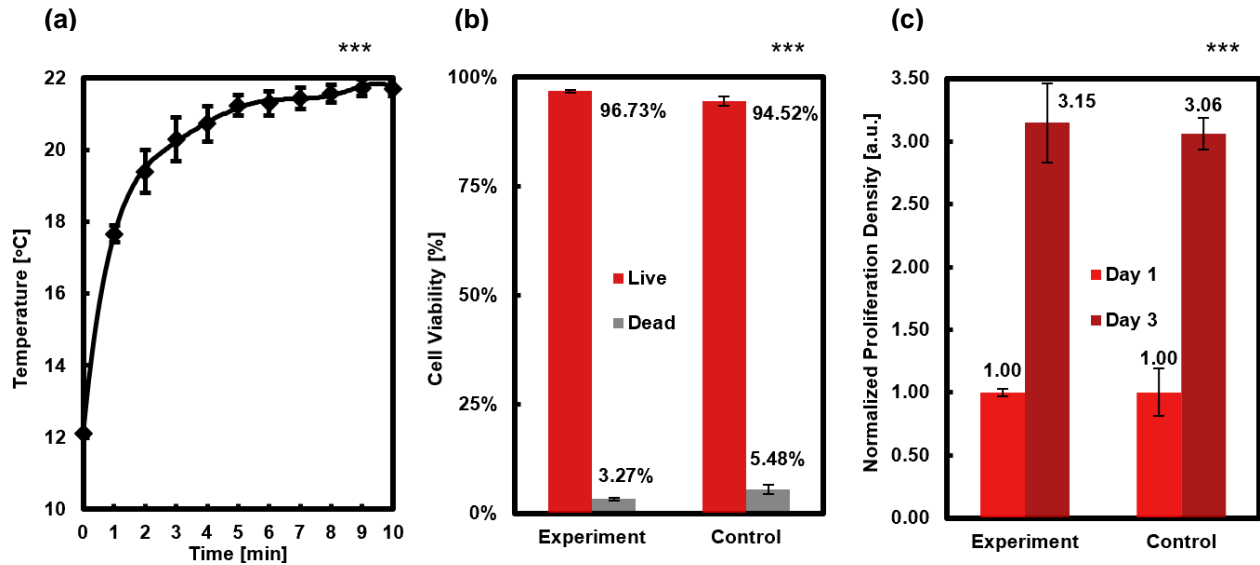 (a)
***
22
20
18
16
14
12
10
Temperature [ºC]
0 1 2 3 4 5 6 7 8 9 10
Time [min]
(b)
***
100%
75%
50%
25%
0%
Cell Viability [%]
96.73%
94.52%
3.27%
5.48%
Live
Dead
Experiment Control
(c)
***
3.50
3.00
2.50
2.00
1.50
1.00
0.50
0.00
Normalized Proliferation Density [a.u.]
3.15
3.06
1.00
1.00
Day 1
Day 3
Experiment Control